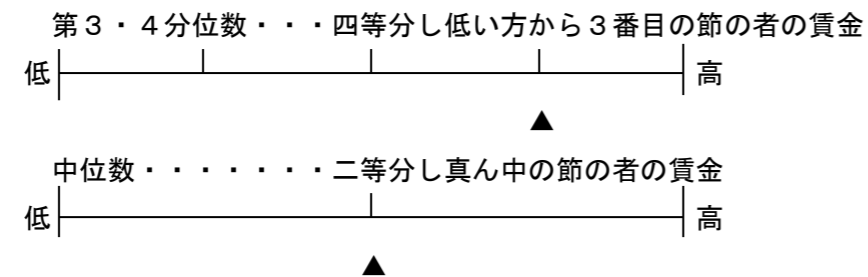 第３・４分位数・・・四等分し低い方から３番目の節の者の賃金
低 高
▲
中位数・・・・・・・二等分し真ん中の節の者の賃金
低 高
▲